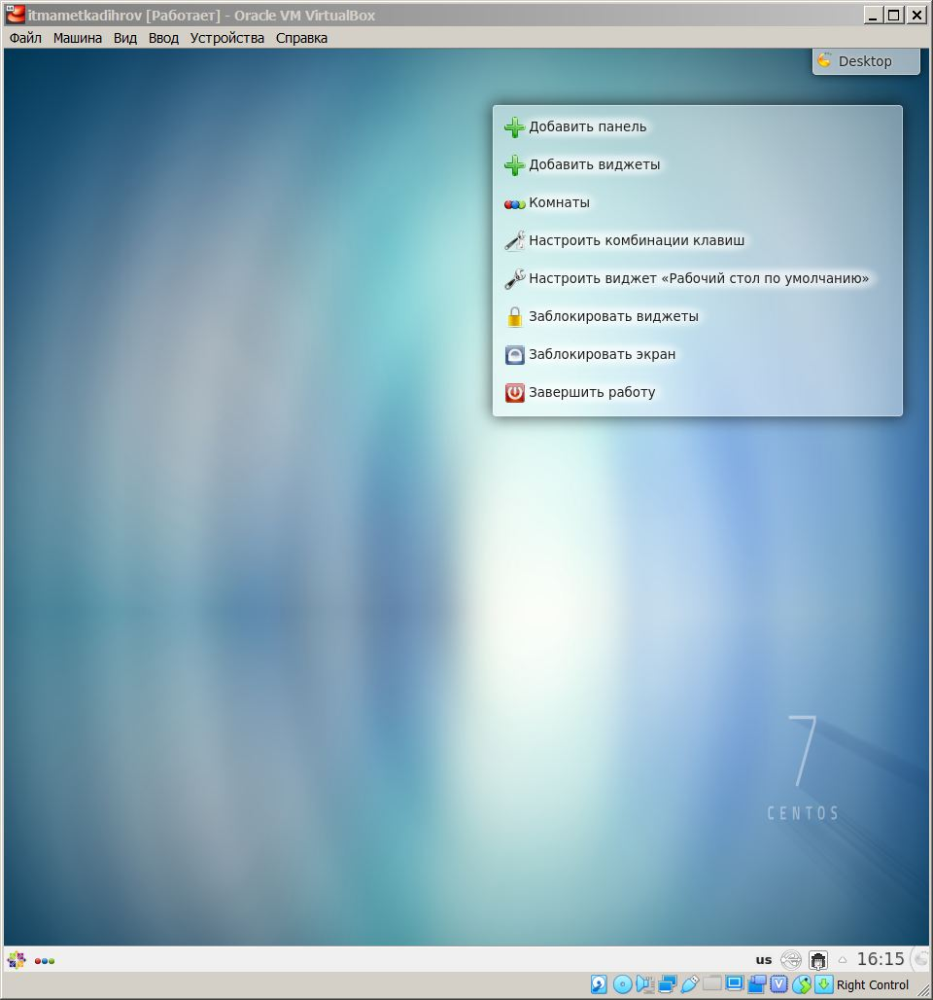 itmametkadihrov [Работает] - Oracle VM VirtualBox
Файл Машина Вид Ввод Устройства Справка
Desktop
Добавить панель
Добавить виджеты
Комнаты
Настроить комбинации клавиш
Настроить виджет «Рабочий стол по умолчанию»
Заблокировать виджеты
Заблокировать экран
Завершить работу
7
CENTOS
us 16:15
Right Control